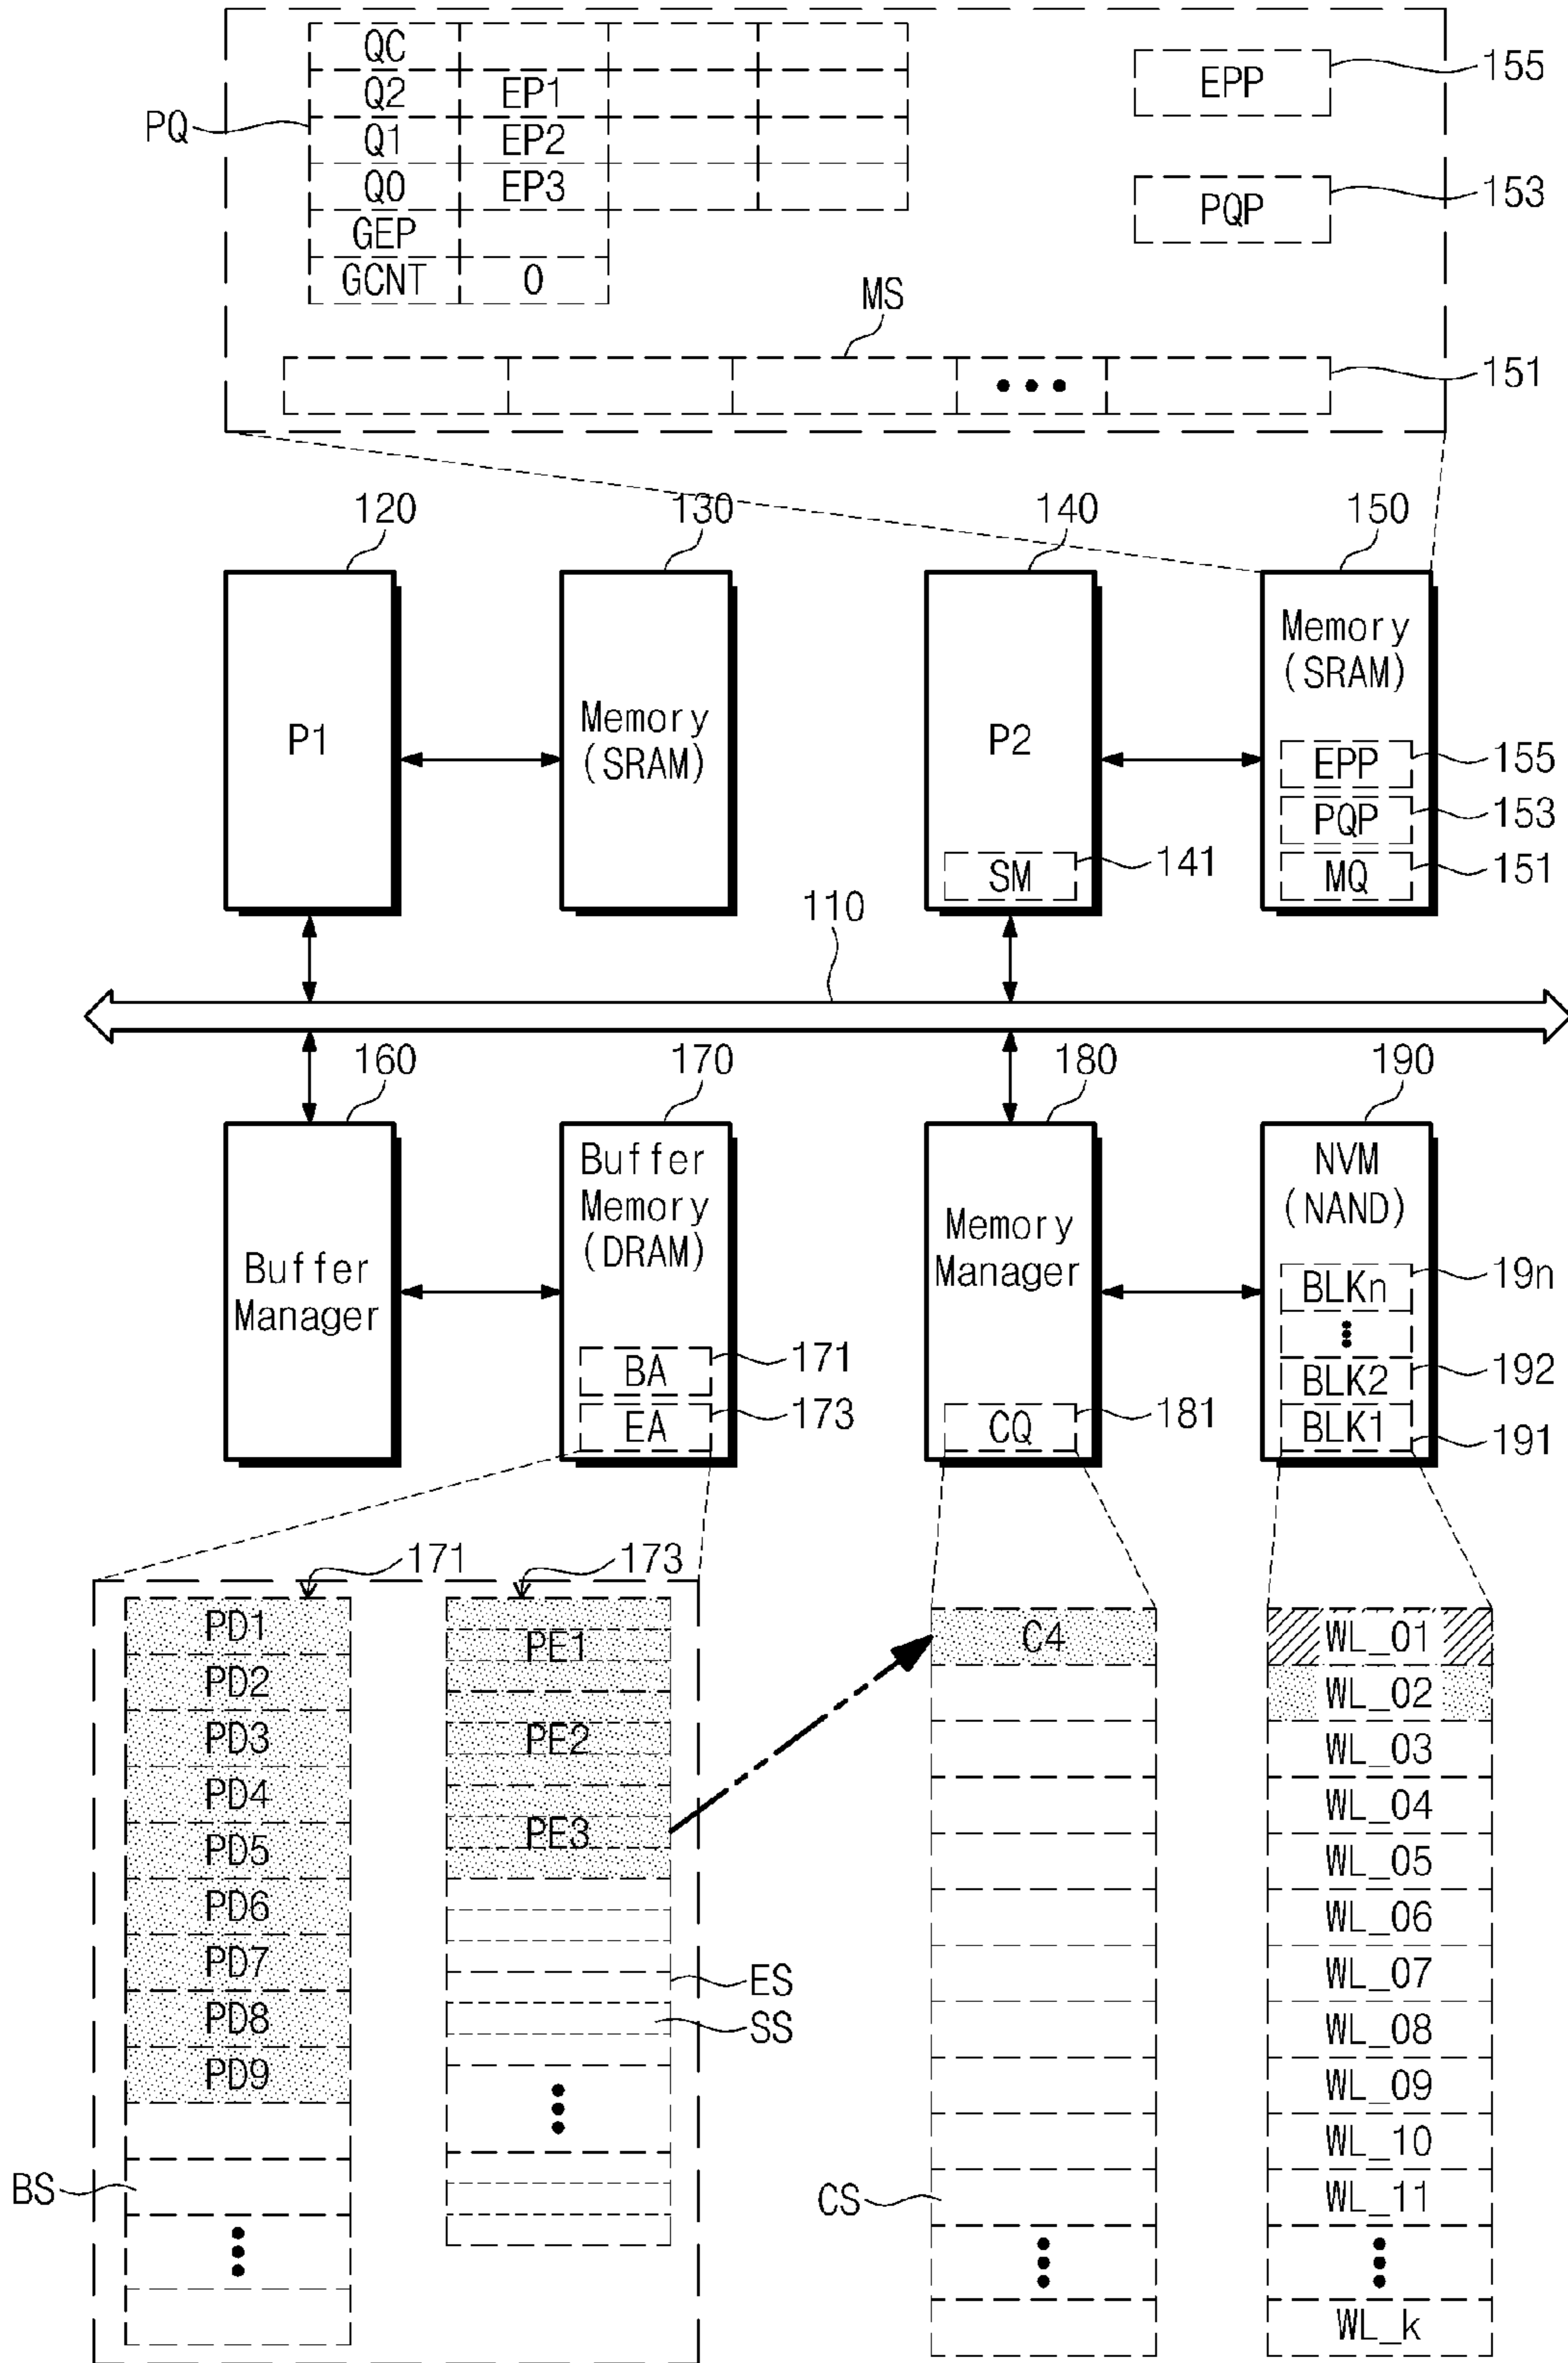 QC
Q2 EP1
Q1 EP2
Q0 EP3
GEP
GCNT 0
PQ
EPP
155
PQP
153
MS
151
120
130
140
150
P1
Memory
(SRAM)
P2
SM
141
Memory
(SRAM)
EPP
155
PQP
153
MQ
151
110
160
170
180
190
Buffer
Manager
Buffer
Memory
(DRAM)
BA
171
EA
173
Memory
Manager
CQ
181
NVM
(NAND)
BLKn
19n
BLK2
192
BLK1
191
171
173
PD1
PD2
PD3
PD4
PD5
PD6
PD7
PD8
PD9
BS
PE1
PE2
PE3
ES
SS
C4
CS
WL_01
WL_02
WL_03
WL_04
WL_05
WL_06
WL_07
WL_08
WL_09
WL_10
WL_11
WL_k